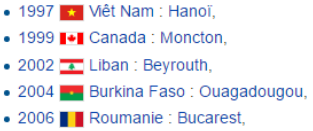 1997 Viêt Nam : Hanoï,
1999 Canada : Moncton,
2002 Liban : Beyrouth,
2004 Burkina Faso : Ouagadougou,
2006 Roumanie : Bucarest,